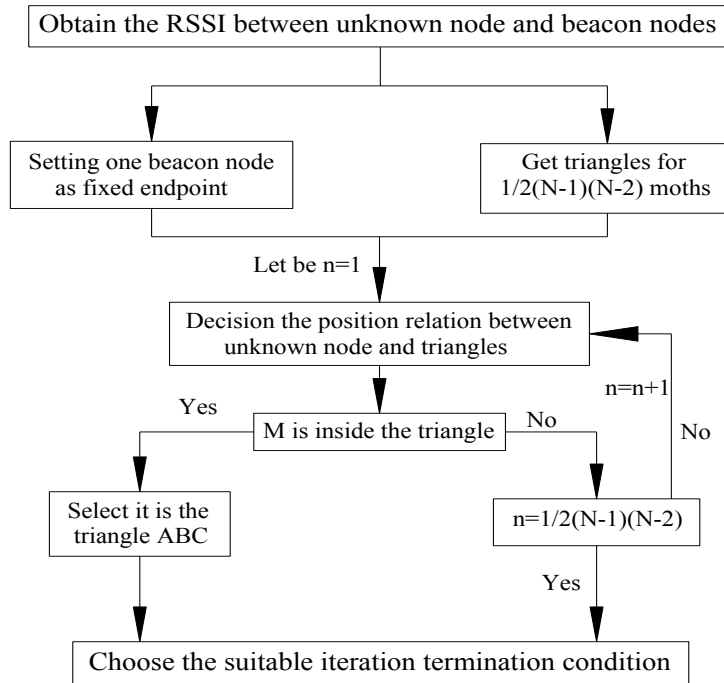 Obtain the RSSI between unknown node and beacon nodes
Setting one beacon node
as fixed endpoint
Get triangles for
1/2(N-1)(N-2) moths
Let be n=1
Decision the position relation between
unknown node and triangles
n=n+1
Yes
M is inside the triangle
No
No
Select it is the
triangle ABC
n=1/2(N-1)(N-2)
Yes
Choose the suitable iteration termination condition